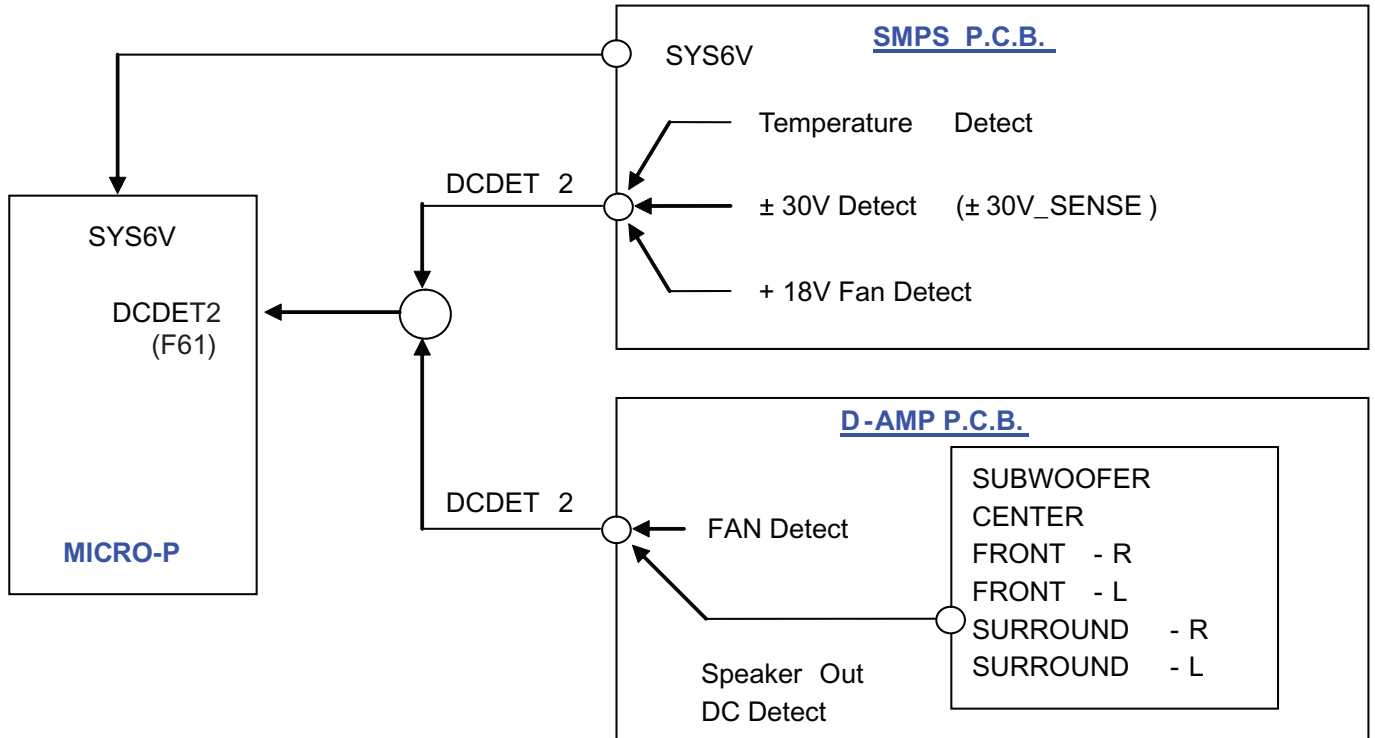 SMPS P.C.B.
SYS6V
Temperature Detect
DCDET 2
± 30V Detect (± 30V_SENSE )
+ 18V Fan Detect
SYS6V
DCDET2
(F61)
MICRO-P
D-AMP P.C.B.
DCDET 2
FAN Detect
Speaker Out
DC Detect
SUBWOOFER
CENTER
FRONT - R
FRONT - L
SURROUND - R
SURROUND - L